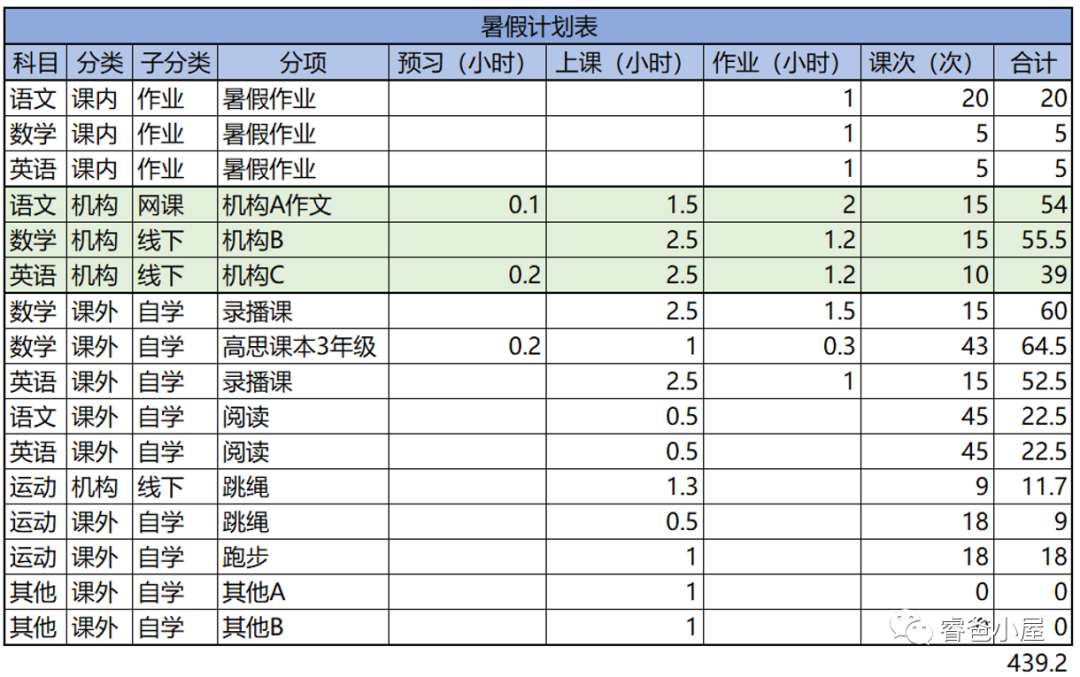 暑假计划表
科目 分类 子分类 分项 预习（小时） 上课（小时） 作业（小时） 课次（次） 合计
语文 课内 作业 暑假作业 1 20 20
数学 课内 作业 暑假作业 1 5 5
英语 课内 作业 暑假作业 1 5 5
语文 机构 网课 机构A作文 0.1 1.5 2 15 54
数学 机构 线下 机构B 2.5 1.2 15 55.5
英语 机构 线下 机构C 0.2 2.5 1.2 10 39
数学 课外 自学 录播课 2.5 1.5 15 60
数学 课外 自学 高思课本3年级 0.2 1 0.3 43 64.5
英语 课外 自学 录播课 2.5 1 15 52.5
语文 课外 自学 阅读 0.5 45 22.5
英语 课外 自学 阅读 0.5 45 22.5
运动 机构 线下 跳绳 1.3 9 11.7
运动 课外 自学 跳绳 0.5 18 9
运动 课外 自学 跑步 1 18 18
其他 课外 自学 其他A 1 0 0
其他 课外 自学 其他B 1 0
睿爸小屋
439.2